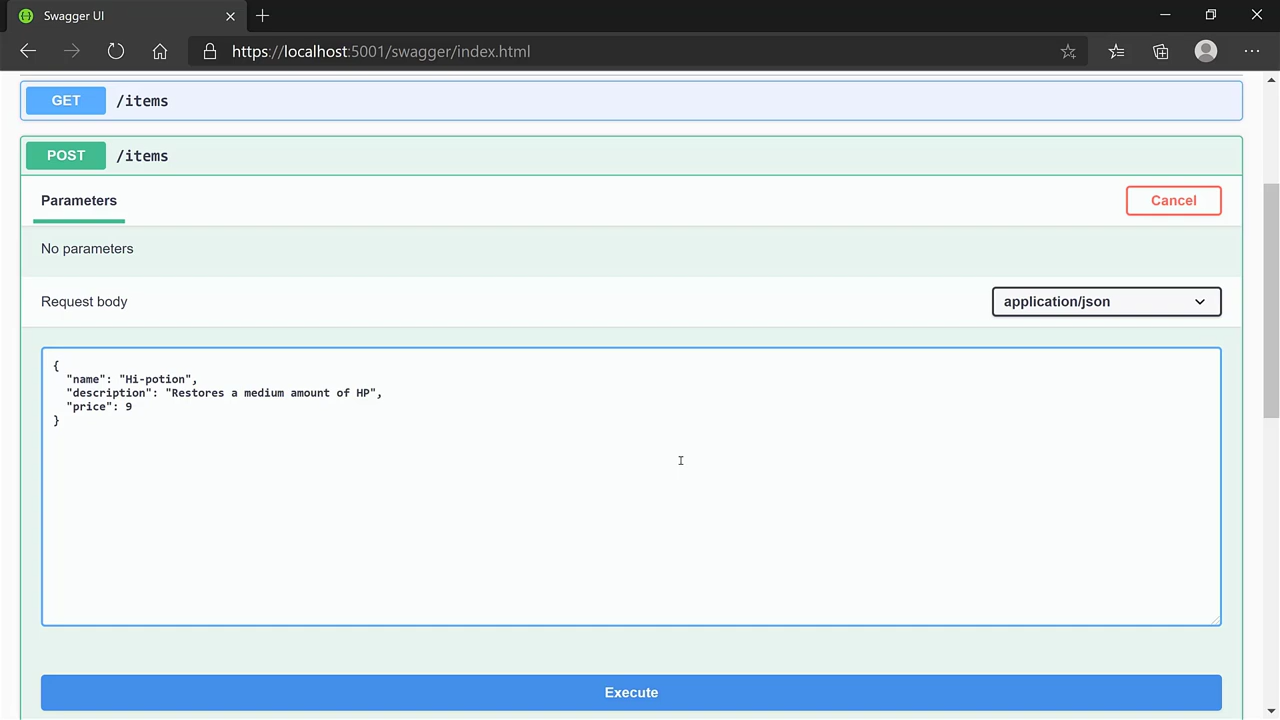 Swagger UI
https://localhost:5001/swagger/index.html
GET /items
POST /items
Parameters
Cancel
No parameters
Request body
application/json
{
"name": "Hi-potion",
"description": "Restores a medium amount of HP",
"price": 9
}
Execute